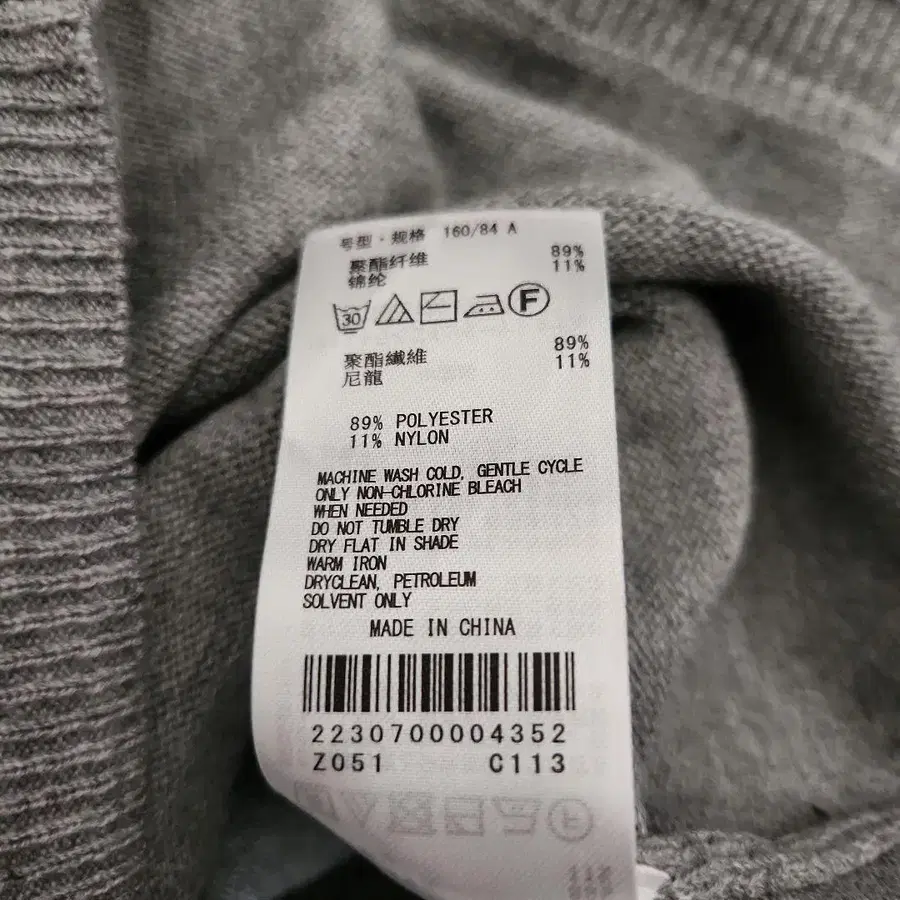 号型·规格 160/84 A
聚酯纤维 89%
锦纶 11%
30 F
聚酯纖維 89%
尼龍 11%
89% POLYESTER
11% NYLON
MACHINE WASH COLD, GENTLE CYCLE
ONLY NON-CHLORINE BLEACH
WHEN NEEDED
DO NOT TUMBLE DRY
DRY FLAT IN SHADE
WARM IRON
DRYCLEAN, PETROLEUM
SOLVENT ONLY
MADE IN CHINA
2230700004352
Z051 C113